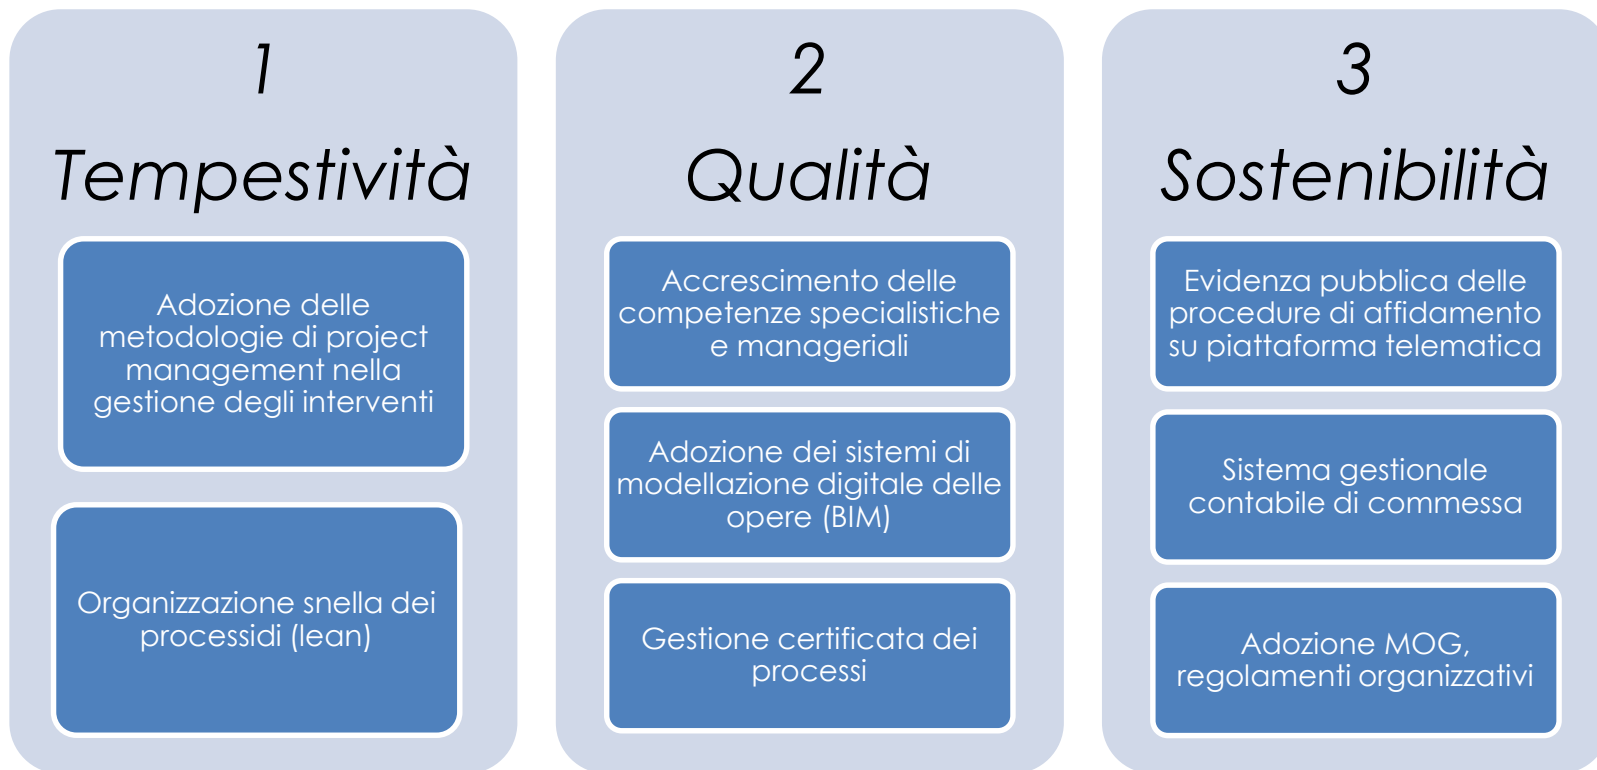 1
Tempestività
Adozione delle
metodologie di project
management nella
gestione degli interventi
Organizzazione snella dei
processidi (lean)
2
Qualità
Accrescimento delle
competenze specialistiche
e manageriali
Adozione dei sistemi di
modellazione digitale delle
opere (BIM)
Gestione certificata dei
processi
3
Sostenibilità
Evidenza pubblica delle
procedure di affidamento
su piattaforma telematica
Sistema gestionale
contabile di commessa
Adozione MOG,
regolamenti organizzativi